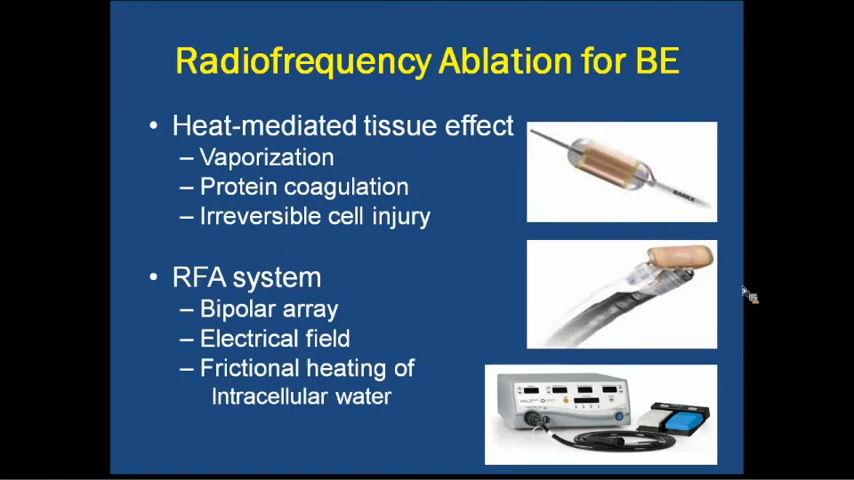 Radiofrequency Ablation for BE
• Heat-mediated tissue effect
– Vaporization
– Protein coagulation
– Irreversible cell injury
• RFA system
– Bipolar array
– Electrical field
– Frictional heating of
Intracellular water